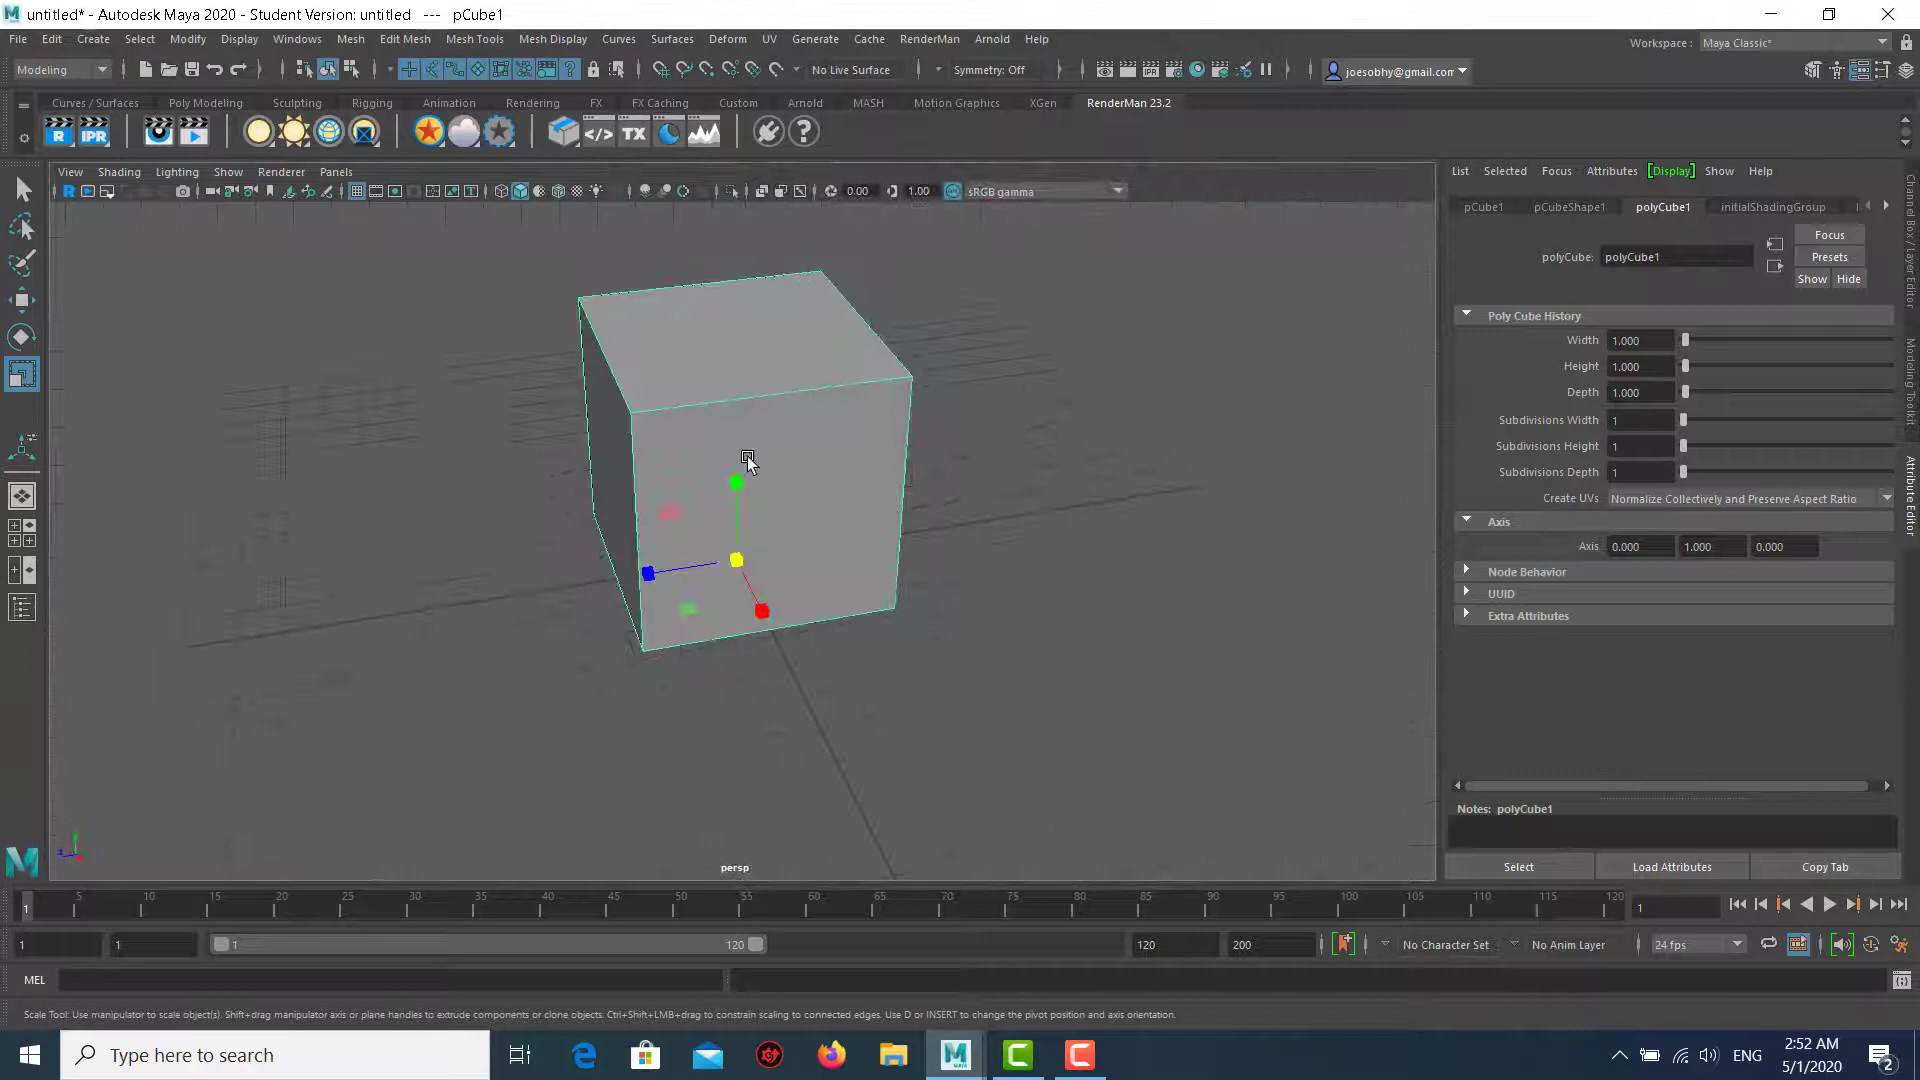 untitled* - Autodesk Maya 2020 - Student Version: untitled --- pCube1
File Edit Create Select Modify Display Windows Mesh Edit Mesh Mesh Tools Mesh Display Curves Surfaces Deform UV Generate Cache RenderMan Arnold Help
Workspace : Maya Classic*
Modeling No Live Surface Symmetry: Off joesobhy@gmail.com
Curves / Surfaces Poly Modeling Sculpting Rigging Animation Rendering FX FX Caching Custom Arnold MASH Motion Graphics XGen RenderMan 23.2
R IPR </> TX ?
View Shading Lighting Show Renderer Panels
0.00 1.00 sRGB gamma
List Selected Focus Attributes [Display] Show Help
pCube1 pCubeShape1 polyCube1 initialShadingGroup
polyCube: polyCube1
Focus
Presets
Show Hide
Poly Cube History
Width 1.000
Height 1.000
Depth 1.000
Subdivisions Width 1
Subdivisions Height 1
Subdivisions Depth 1
Create UVs Normalize Collectively and Preserve Aspect Ratio
Axis
Axis 0.000 1.000 0.000
Node Behavior
UUID
Extra Attributes
Notes: polyCube1
Select Load Attributes Copy Tab
Channel Box / Layer Editor
Modeling Toolkit
Attribute Editor
persp
1 5 10 15 20 25 30 35 40 45 50 55 60 65 70 75 80 85 90 95 100 105 110 115 120 1
1 1 1 120 120 200 No Character Set No Anim Layer 24 fps
MEL
Scale Tool: Use manipulator to scale object(s). Shift+drag manipulator axis or plane handles to extrude components or clone objects. Ctrl+Shift+LMB+drag to constrain scaling to connected edges. Use D or INSERT to change the pivot position and axis orientation.
Type here to search
ENG
2:52 AM
5/1/2020
2